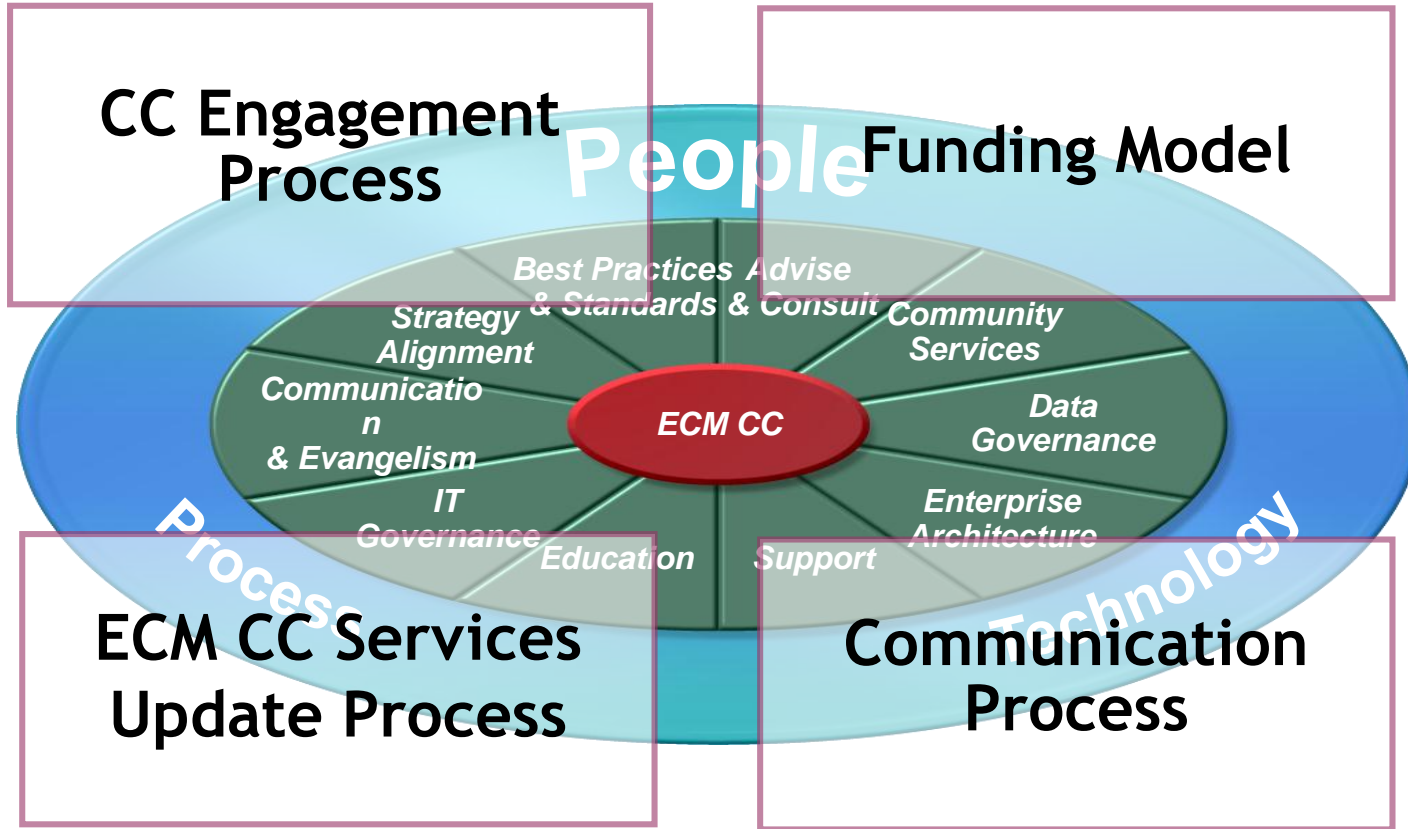 CC Engagement
Process
People
Funding Model
Best Practices
& Standards
Advise
& Consult
Strategy
Alignment
Community
Services
Communicatio
n
& Evangelism
ECM CC
Data
Governance
IT
Governance
Enterprise
Architecture
Education
Support
Process
Technology
ECM CC Services
Update Process
Communication
Process